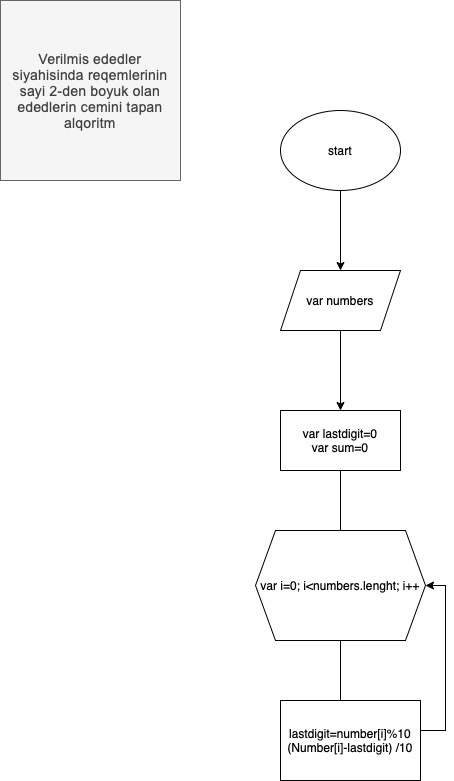 Verilmis ededler
siyahisinda reqemlerinin
sayi 2-den boyuk olan
ededlerin cemini tapan
alqoritm
start
var numbers
var lastdigit=0
var sum=0
var i=0; i<numbers.lenght; i++
lastdigit=number[i]%10
(Number[i]-lastdigit) /10